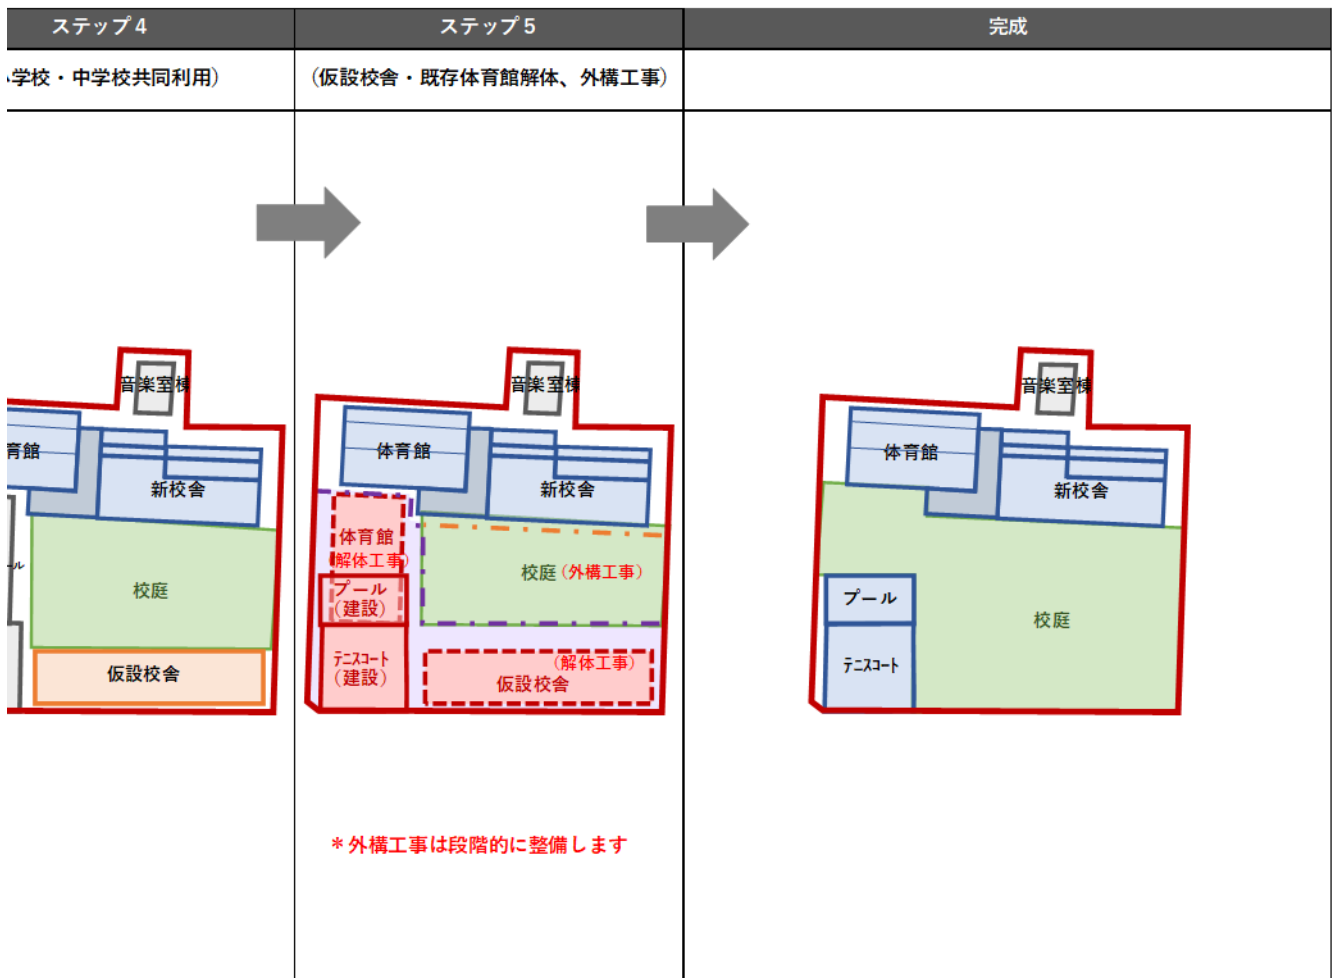 ステップ４
ステップ５
完成
学校・中学校共同利用）
（仮設校舎・既存体育館解体、外構工事）
音楽室棟
育館
新校舎
ル
校庭
仮設校舎
音楽室棟
体育館
新校舎
体育館
（解体工事）
プール
（建設）
校庭（外構工事）
テニスコート
（建設）
（解体工事）
仮設校舎
＊外構工事は段階的に整備します
音楽室棟
体育館
新校舎
プール
テニスコート
校庭